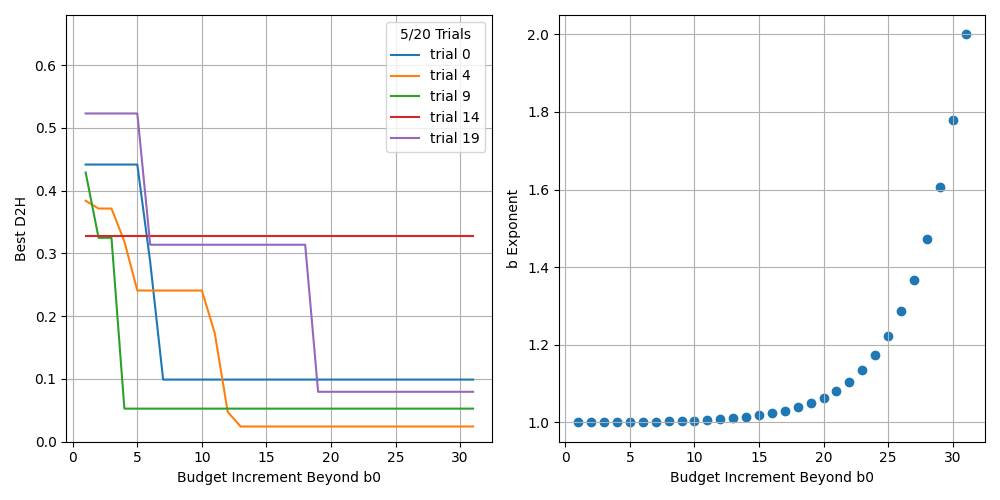 5/20 Trials
trial 0
trial 4
trial 9
trial 14
trial 19
Best D2H
0.6
0.5
0.4
0.3
0.2
0.1
0.0
0 5 10 15 20 25 30
Budget Increment Beyond b0
b Exponent
2.0
1.8
1.6
1.4
1.2
1.0
0 5 10 15 20 25 30
Budget Increment Beyond b0